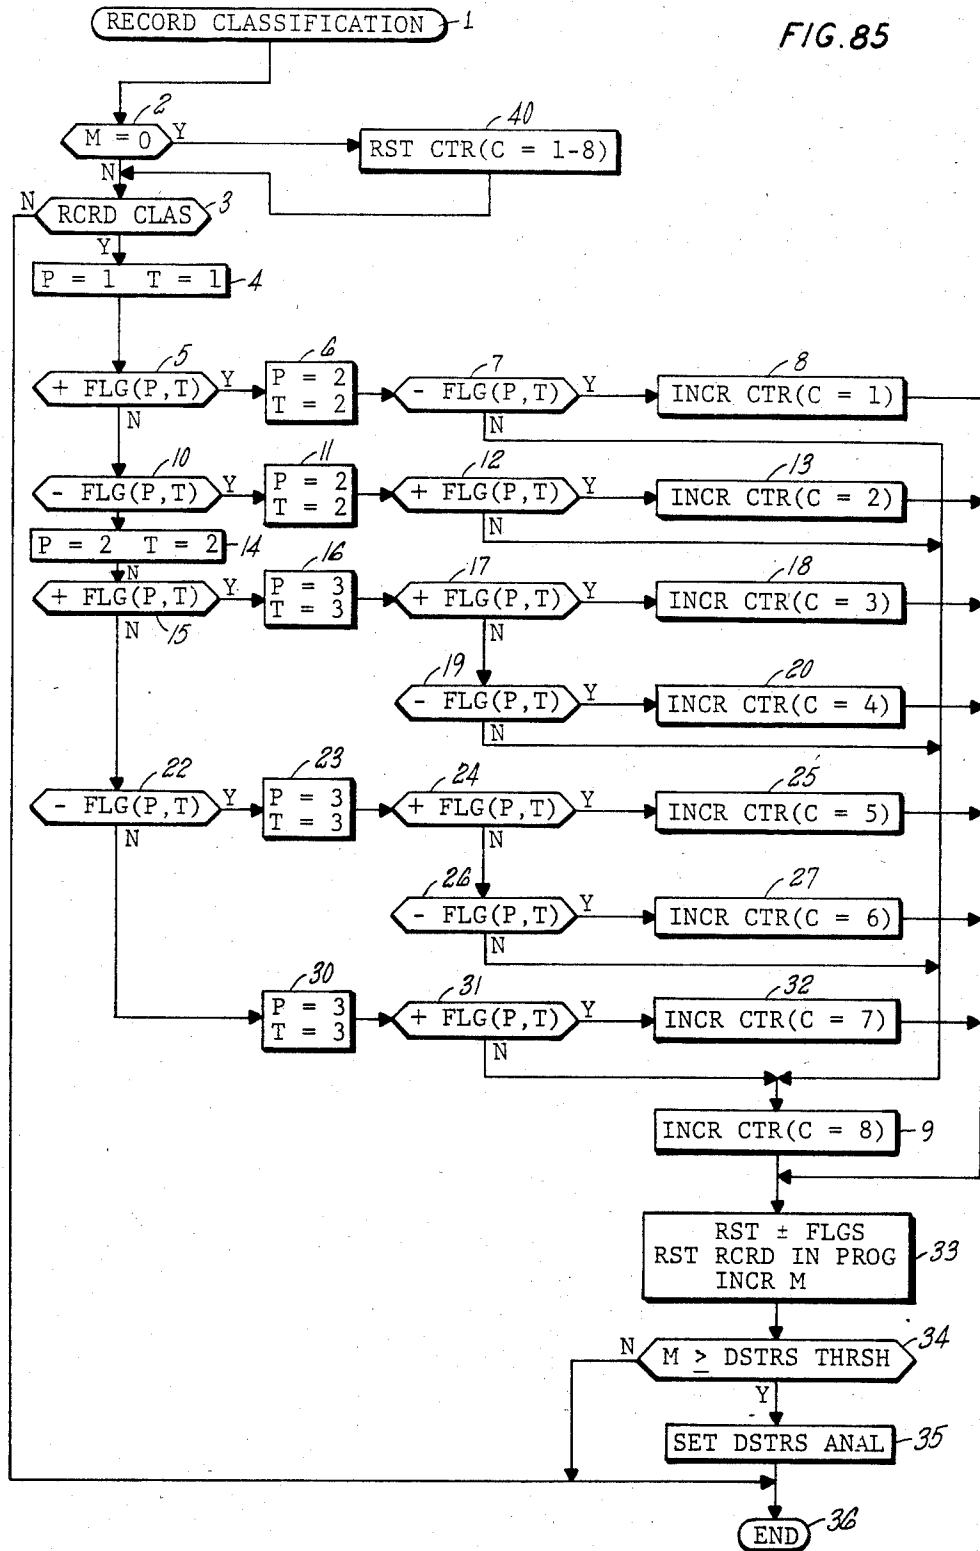 RECORD CLASSIFICATION 1
FIG. 85
2
M = 0 Y
N
40
RST CTR(C = 1-8)
N RCRD CLAS 3
Y
P = 1 T = 1 4
5
+ FLG(P,T) Y
N
6
P = 2
T = 2
7
- FLG(P,T) Y
N
8
INCR CTR(C = 1)
10
- FLG(P,T) Y
11
P = 2
T = 2
12
+ FLG(P,T) Y
N
13
INCR CTR(C = 2)
P = 2 T = 2 14
N
+ FLG(P,T) Y
N 15
16
P = 3
T = 3
17
+ FLG(P,T) Y
N
18
INCR CTR(C = 3)
19
- FLG(P,T) Y
N
20
INCR CTR(C = 4)
22
- FLG(P,T) Y
N
23
P = 3
T = 3
24
+ FLG(P,T) Y
N
25
INCR CTR(C = 5)
26
- FLG(P,T) Y
N
27
INCR CTR(C = 6)
30
P = 3
T = 3
31
+ FLG(P,T) Y
N
32
INCR CTR(C = 7)
INCR CTR(C = 8) 9
RST ± FLGS
RST RCRD IN PROG 33
INCR M
N M ≥ DSTRS THRSH 34
Y
SET DSTRS ANAL 35
END 36